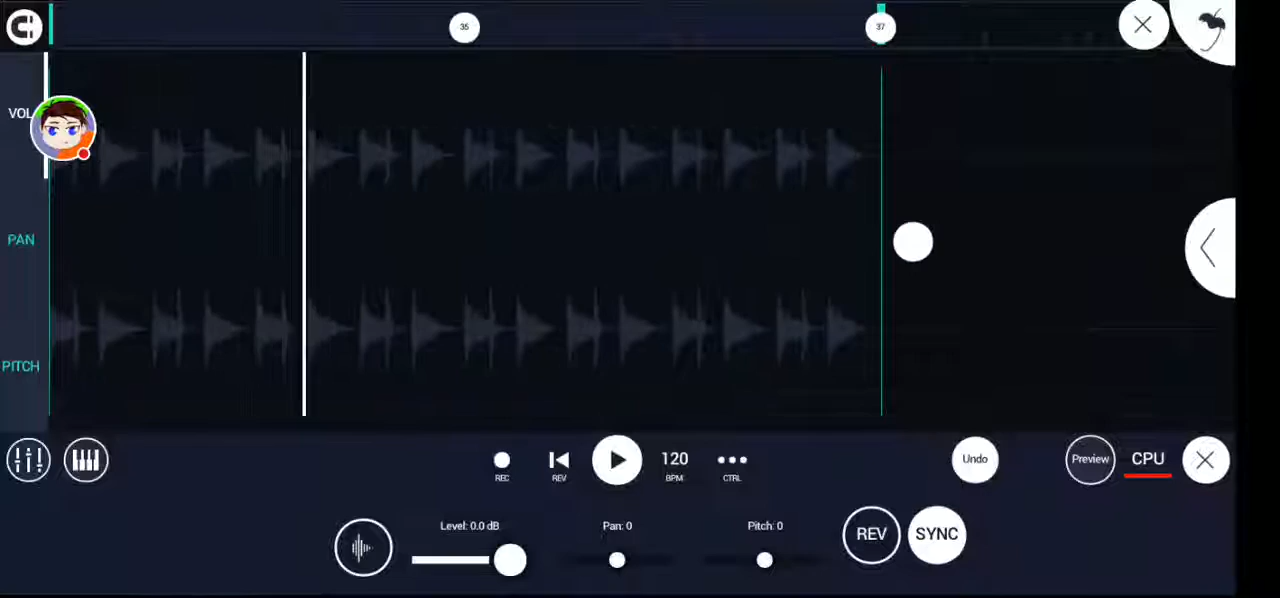 35
37
VOL
PAN
PITCH
REC
REV
120
BPM
CTRL
Undo
Preview
CPU
Level: 0.0 dB
Pan: 0
Pitch: 0
REV
SYNC